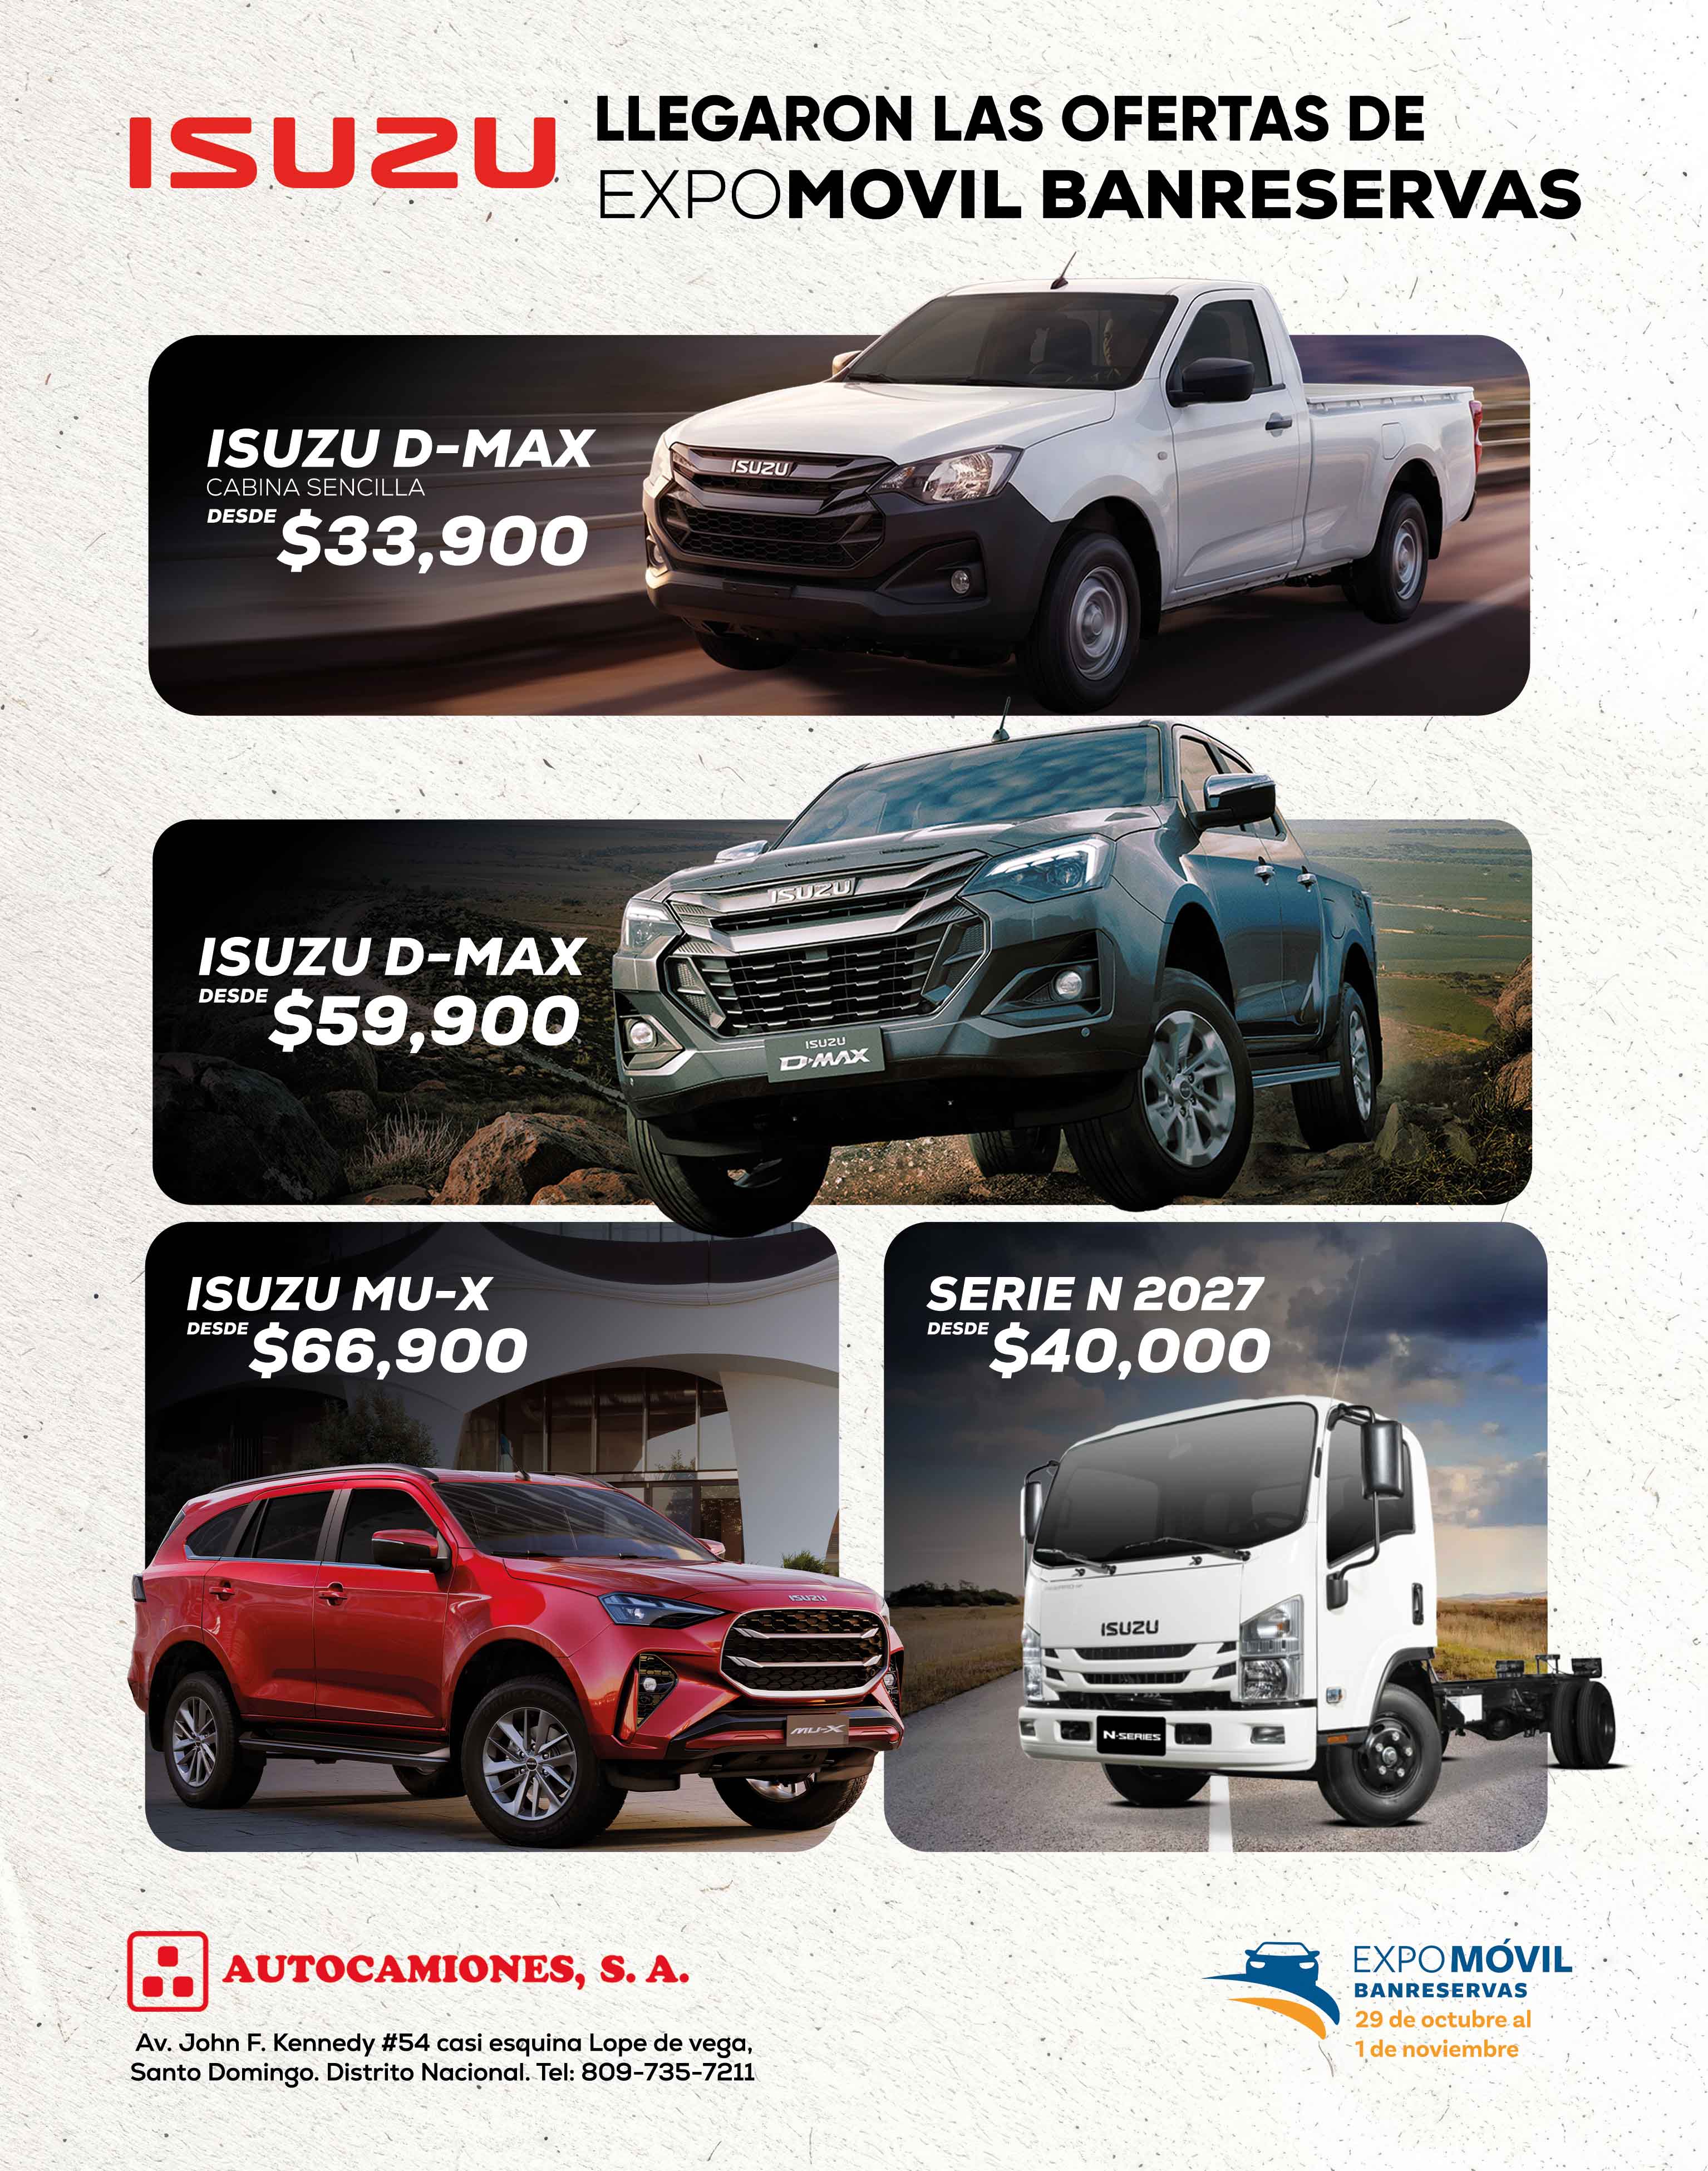 ISUZU
LLEGARON LAS OFERTAS DE
EXPOMOVIL BANRESERVAS
ISUZU D-MAX
CABINA SENCILLA
DESDE $33,900
ISUZU
ISUZU D-MAX
DESDE $59,900
ISUZU
ISUZU
D-MAX
ISUZU MU-X
DESDE $66,900
ISUZU
MU-X
SERIE N 2027
DESDE $40,000
ISUZU
N-SERIES
AUTOCAMIONES, S. A.
Av. John F. Kennedy #54 casi esquina Lope de vega,
Santo Domingo. Distrito Nacional. Tel: 809-735-7211
EXPOMÓVIL
BANRESERVAS
29 de octubre al
1 de noviembre